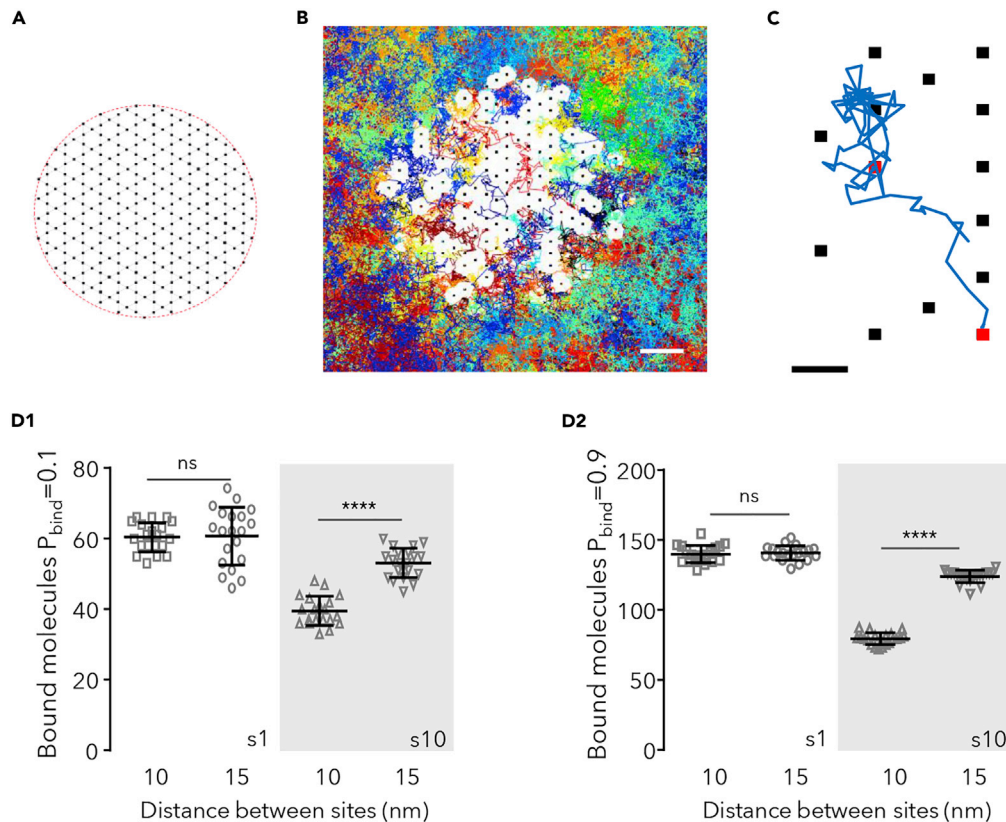 A
B
C
D1
Bound molecules P_bind=0.1
80
60
40
20
0
ns
****
s1
s10
10
15
10
15
Distance between sites (nm)
D2
Bound molecules P_bind=0.9
200
150
100
50
0
ns
****
s1
s10
10
15
10
15
Distance between sites (nm)